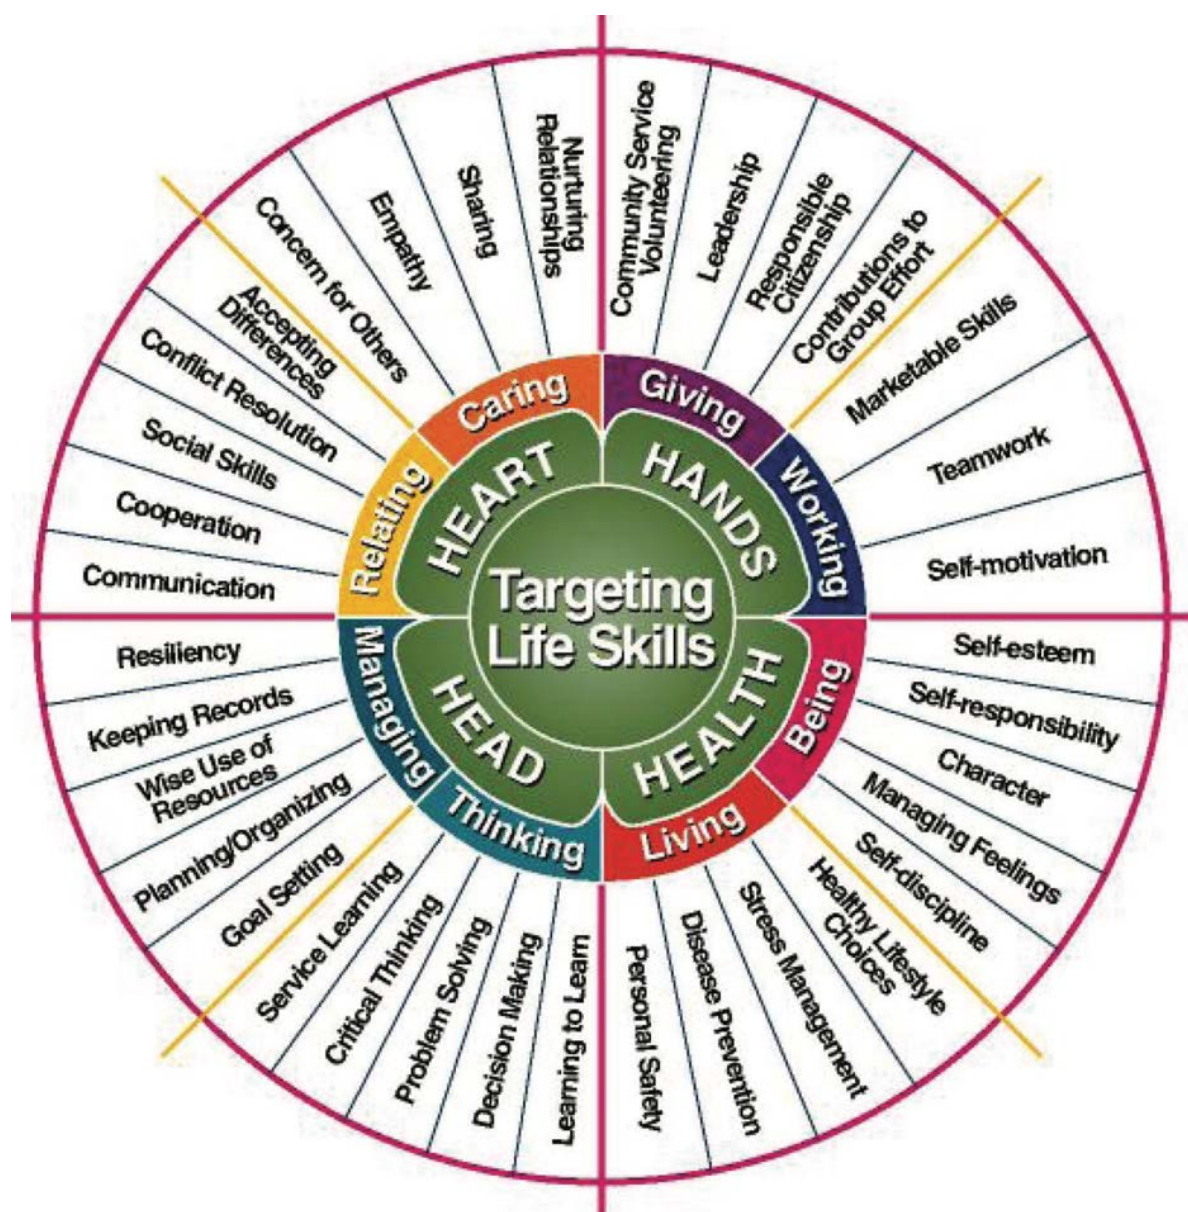 Targeting
Life Skills
HEART
HANDS
HEALTH
HEAD
Caring
Giving
Working
Being
Living
Thinking
Managing
Relating
Nurturing
Relationships
Sharing
Empathy
Concern for Others
Community Service
Volunteering
Leadership
Responsible
Citizenship
Contributions to
Group Effort
Marketable Skills
Teamwork
Self-motivation
Self-esteem
Self-responsibility
Character
Managing Feelings
Self-discipline
Healthy Lifestyle
Choices
Stress Management
Disease Prevention
Personal Safety
Learning to Learn
Decision Making
Problem Solving
Critical Thinking
Service Learning
Goal Setting
Planning/Organizing
Wise Use of
Resources
Keeping Records
Resiliency
Communication
Cooperation
Social Skills
Conflict Resolution
Accepting
Differences